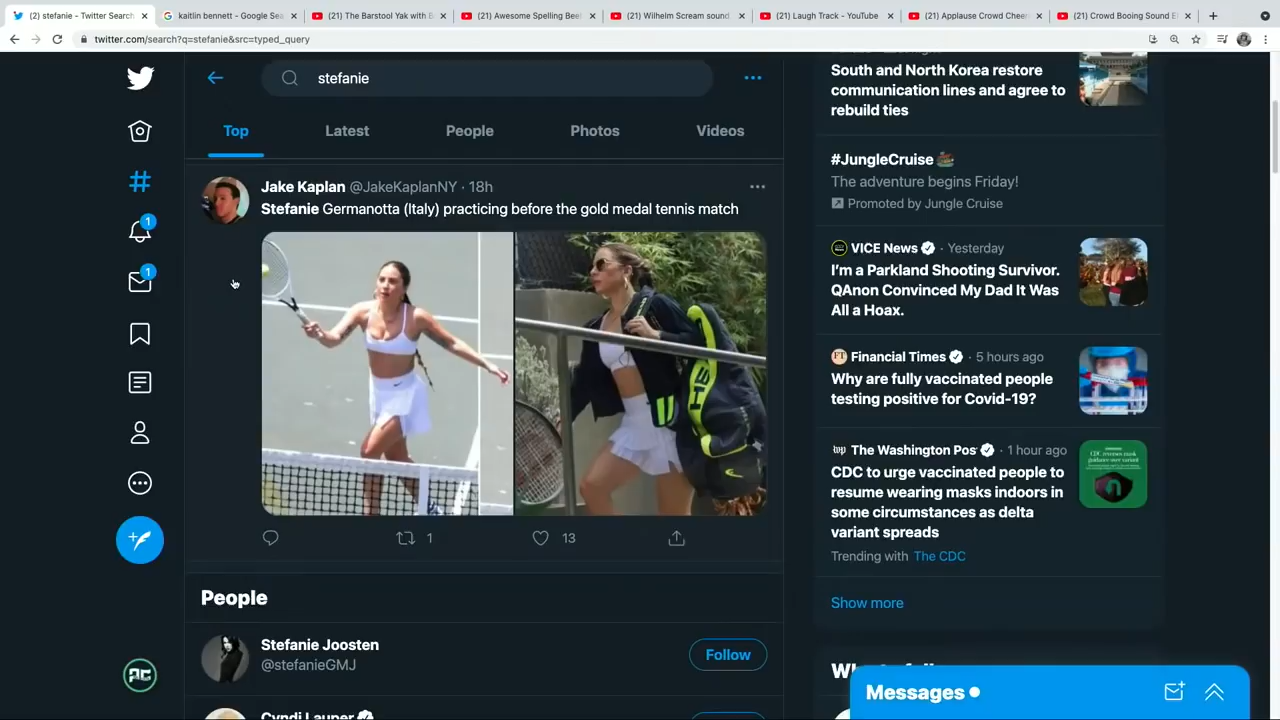 (2) stefanie – Twitter Search
kaitlin bennett - Google Sea
(21) The Barstool Yak with B
(21) Awesome Spelling Bee
(21) Wilhelm Scream sound
(21) Laugh Track - YouTube
(21) Applause Crowd Cheer
(21) Crowd Booing Sound E
twitter.com/search?q=stefanie&src=typed_query
stefanie
Top
Latest
People
Photos
Videos
Jake Kaplan @JakeKaplanNY · 18h
Stefanie Germanotta (Italy) practicing before the gold medal tennis match
1
13
People
Stefanie Joosten
@stefanieGMJ
Follow
Cyndi Lauper
South and North Korea restore
communication lines and agree to
rebuild ties
#JungleCruise
The adventure begins Friday!
Promoted by Jungle Cruise
VICE News · Yesterday
I'm a Parkland Shooting Survivor.
QAnon Convinced My Dad It Was
All a Hoax.
Financial Times · 5 hours ago
Why are fully vaccinated people
testing positive for Covid-19?
The Washington Pos · 1 hour ago
CDC to urge vaccinated people to
resume wearing masks indoors in
some circumstances as delta
variant spreads
Trending with The CDC
Show more
Messages
1
1